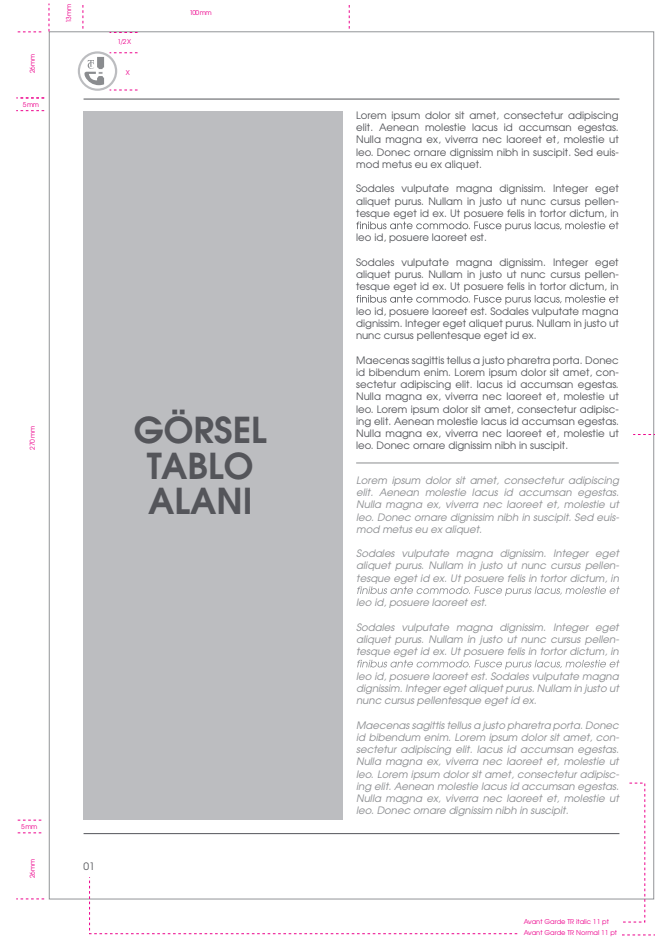 13mm
100mm
26mm
1/2X
X
5mm
Lorem ipsum dolor sit amet, consectetur adipiscing
elit. Aenean molestie lacus id accumsan egestas.
Nulla magna ex, viverra nec laoreet et, molestie ut
leo. Donec ornare dignissim nibh in suscipit. Sed euis-
mod metus eu ex aliquet.
Sodales vulputate magna dignissim. Integer eget
aliquet purus. Nullam in justo ut nunc cursus pellen-
tesque eget id ex. Ut posuere felis in tortor dictum, in
finibus ante commodo. Fusce purus lacus, molestie et
leo id, posuere laoreet est.
Sodales vulputate magna dignissim. Integer eget
aliquet purus. Nullam in justo ut nunc cursus pellen-
tesque eget id ex. Ut posuere felis in tortor dictum, in
finibus ante commodo. Fusce purus lacus, molestie et
leo id, posuere laoreet est. Sodales vulputate magna
dignissim. Integer eget aliquet purus. Nullam in justo ut
nunc cursus pellentesque eget id ex.
Maecenas sagittis tellus a justo pharetra porta. Donec
id bibendum enim. Lorem ipsum dolor sit amet, con-
sectetur adipiscing elit. lacus id accumsan egestas.
Nulla magna ex, viverra nec laoreet et, molestie ut
leo. Lorem ipsum dolor sit amet, consectetur adipisc-
ing elit. Aenean molestie lacus id accumsan egestas.
Nulla magna ex, viverra nec laoreet et, molestie ut
leo. Donec ornare dignissim nibh in suscipit.
GÖRSEL
TABLO
ALANI
270mm
Lorem ipsum dolor sit amet, consectetur adipiscing
elit. Aenean molestie lacus id accumsan egestas.
Nulla magna ex, viverra nec laoreet et, molestie ut
leo. Donec ornare dignissim nibh in suscipit. Sed euis-
mod metus eu ex aliquet.
Sodales vulputate magna dignissim. Integer eget
aliquet purus. Nullam in justo ut nunc cursus pellen-
tesque eget id ex. Ut posuere felis in tortor dictum, in
finibus ante commodo. Fusce purus lacus, molestie et
leo id, posuere laoreet est.
Sodales vulputate magna dignissim. Integer eget
aliquet purus. Nullam in justo ut nunc cursus pellen-
tesque eget id ex. Ut posuere felis in tortor dictum, in
finibus ante commodo. Fusce purus lacus, molestie et
leo id, posuere laoreet est. Sodales vulputate magna
dignissim. Integer eget aliquet purus. Nullam in justo ut
nunc cursus pellentesque eget id ex.
Maecenas sagittis tellus a justo pharetra porta. Donec
id bibendum enim. Lorem ipsum dolor sit amet, con-
sectetur adipiscing elit. lacus id accumsan egestas.
Nulla magna ex, viverra nec laoreet et, molestie ut
leo. Lorem ipsum dolor sit amet, consectetur adipisc-
ing elit. Aenean molestie lacus id accumsan egestas.
Nulla magna ex, viverra nec laoreet et, molestie ut
leo. Donec ornare dignissim nibh in suscipit.
5mm
26mm
01
Avant Garde TR italic 11 pt
Avant Garde TR Normal 11 pt